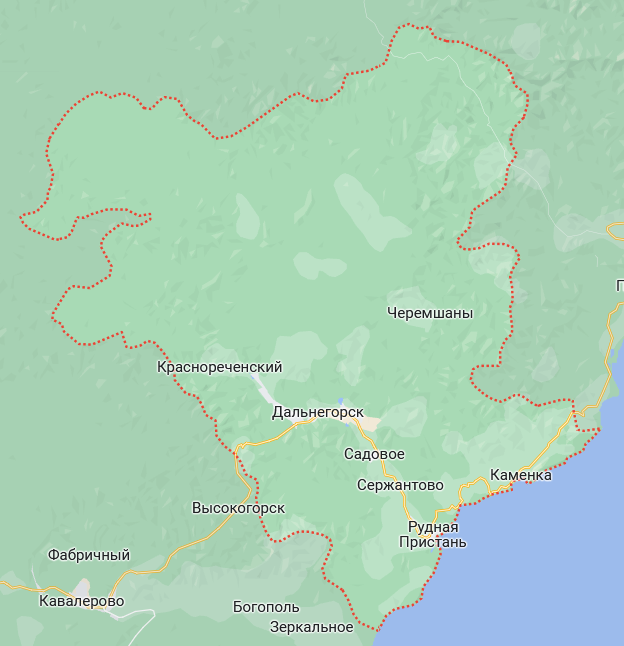 Черемшаны
П
Краснореченский
Дальнегорск
Садовое
Каменка
Сержантово
Высокогорск
Рудная
Пристань
Фабричный
Кавалерово
Богополь
Зеркальное